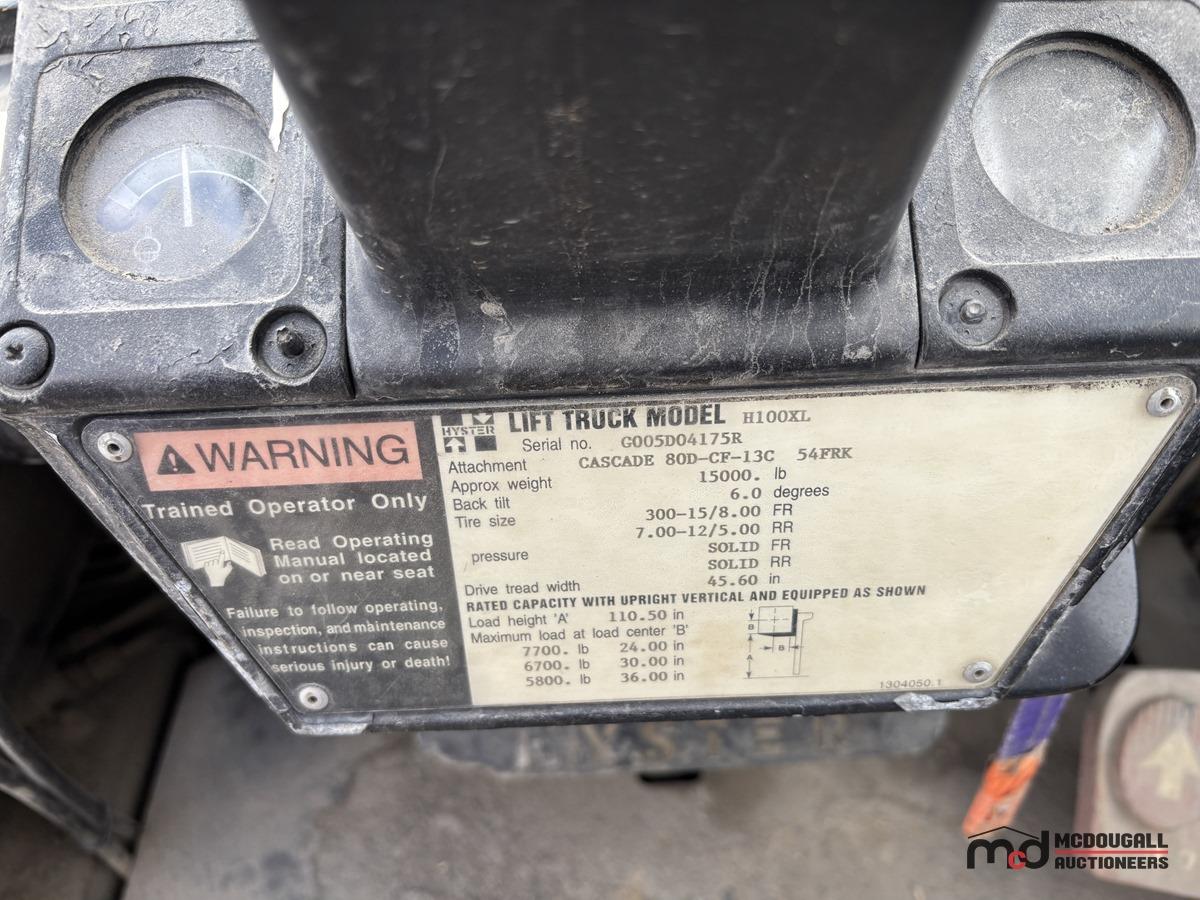 WARNING
Trained Operator Only
Read Operating
Manual located
on or near seat
Failure to follow operating,
inspection, and maintenance
instructions can cause
serious injury or death!
HYSTER LIFT TRUCK MODEL H100XL
Serial no. G005D04175R
Attachment CASCADE 80D-CF-13C 54FRK
Approx weight 15000. lb
Back tilt 6.0 degrees
Tire size 300-15/8.00 FR
7.00-12/5.00 RR
pressure SOLID FR
SOLID RR
Drive tread width 45.60 in
RATED CAPACITY WITH UPRIGHT VERTICAL AND EQUIPPED AS SHOWN
Load height 'A' 110.50 in
Maximum load at load center 'B'
7700. lb 24.00 in
6700. lb 30.00 in
5800. lb 36.00 in
B
A
B
1304050.1
HYSTER
mcd MCDOUGALL
AUCTIONEERS